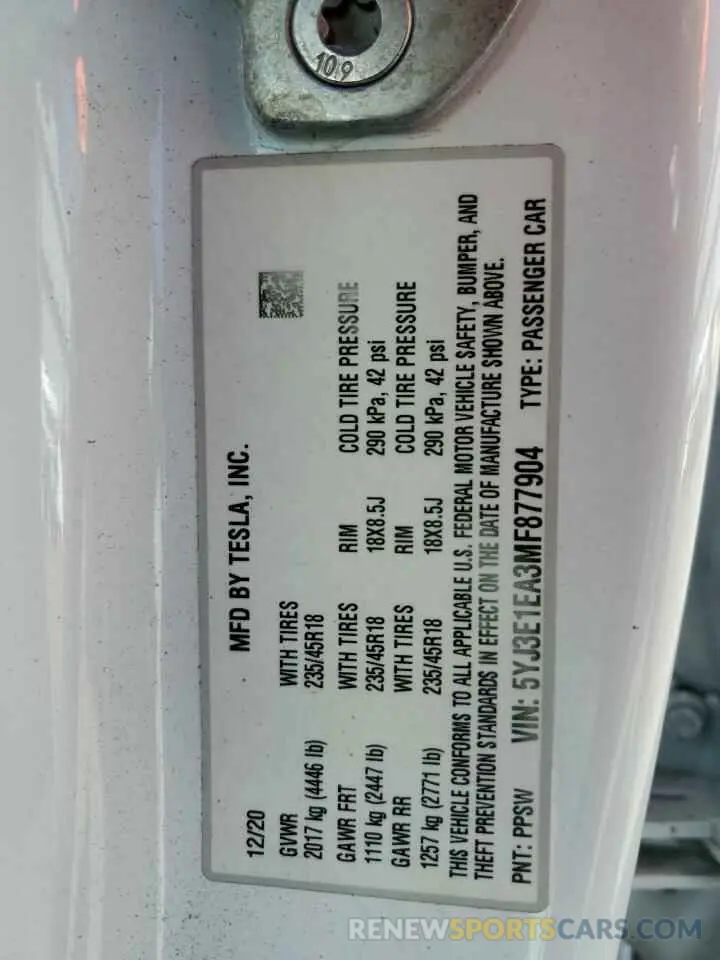 10.9
MFD BY TESLA, INC.
12/20
GVWR WITH TIRES
2017 kg (4446 lb) 235/45R18
GAWR FRT WITH TIRES RIM COLD TIRE PRESSURE
1110 kg (2447 lb) 235/45R18 18X8.5J 290 kPa, 42 psi
GAWR RR WITH TIRES RIM COLD TIRE PRESSURE
1257 kg (2771 lb) 235/45R18 18X8.5J 290 kPa, 42 psi
THIS VEHICLE CONFORMS TO ALL APPLICABLE U.S. FEDERAL MOTOR VEHICLE SAFETY, BUMPER, AND
THEFT PREVENTION STANDARDS IN EFFECT ON THE DATE OF MANUFACTURE SHOWN ABOVE.
PNT: PPSW VIN: 5YJ3E1EA3MF877904 TYPE: PASSENGER CAR
RENEWSPORTSCARS.COM